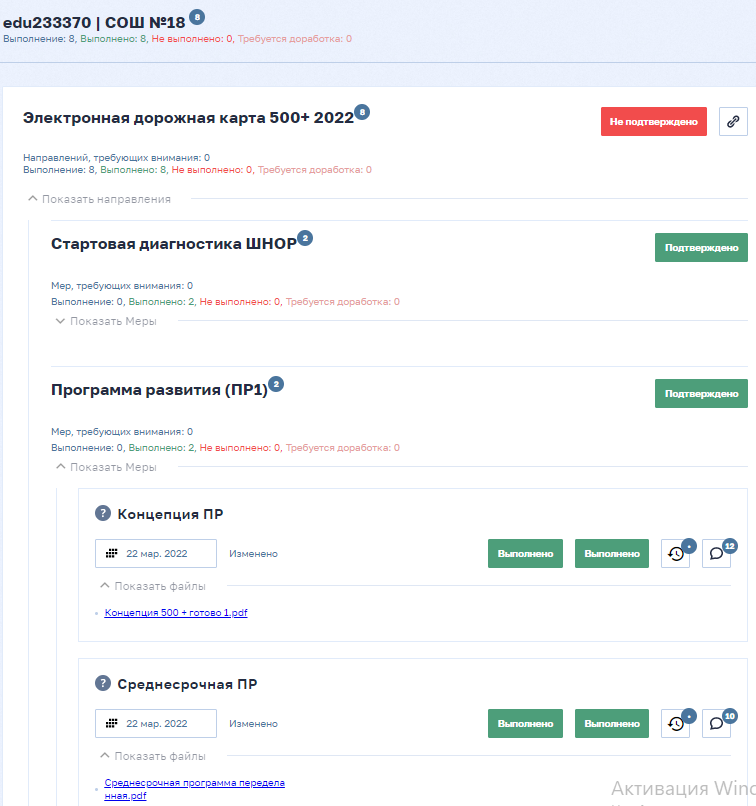 edu233370 | СОШ №18 8
Выполнение: 8, Выполнено: 8, Не выполнено: 0, Требуется доработка: 0
Электронная дорожная карта 500+ 2022 8
Не подтверждено
Направлений, требующих внимания: 0
Выполнение: 8, Выполнено: 8, Не выполнено: 0, Требуется доработка: 0
Показать направления
Стартовая диагностика ШНОР 2
Подтверждено
Мер, требующих внимания: 0
Выполнение: 0, Выполнено: 2, Не выполнено: 0, Требуется доработка: 0
Показать Меры
Программа развития (ПР1) 2
Подтверждено
Мер, требующих внимания: 0
Выполнение: 0, Выполнено: 2, Не выполнено: 0, Требуется доработка: 0
Показать Меры
? Концепция ПР
22 мар. 2022 Изменено Выполнено Выполнено 12
Показать файлы
Концепция 500 + готово 1.pdf
? Среднесрочная ПР
22 мар. 2022 Изменено Выполнено Выполнено 10
Показать файлы
Среднесрочная программа передела
нная.pdf
Активация Wind